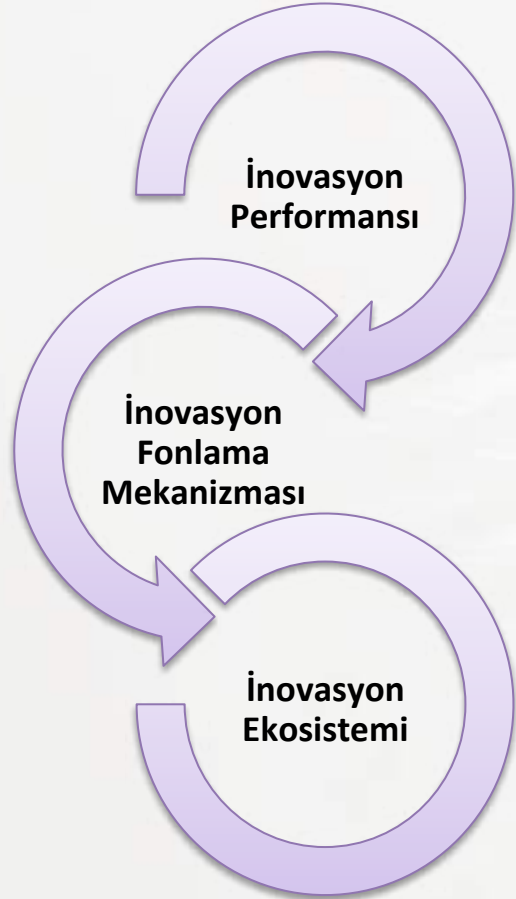 İnovasyon
Performansı
İnovasyon
Fonlama
Mekanizması
İnovasyon
Ekosistemi